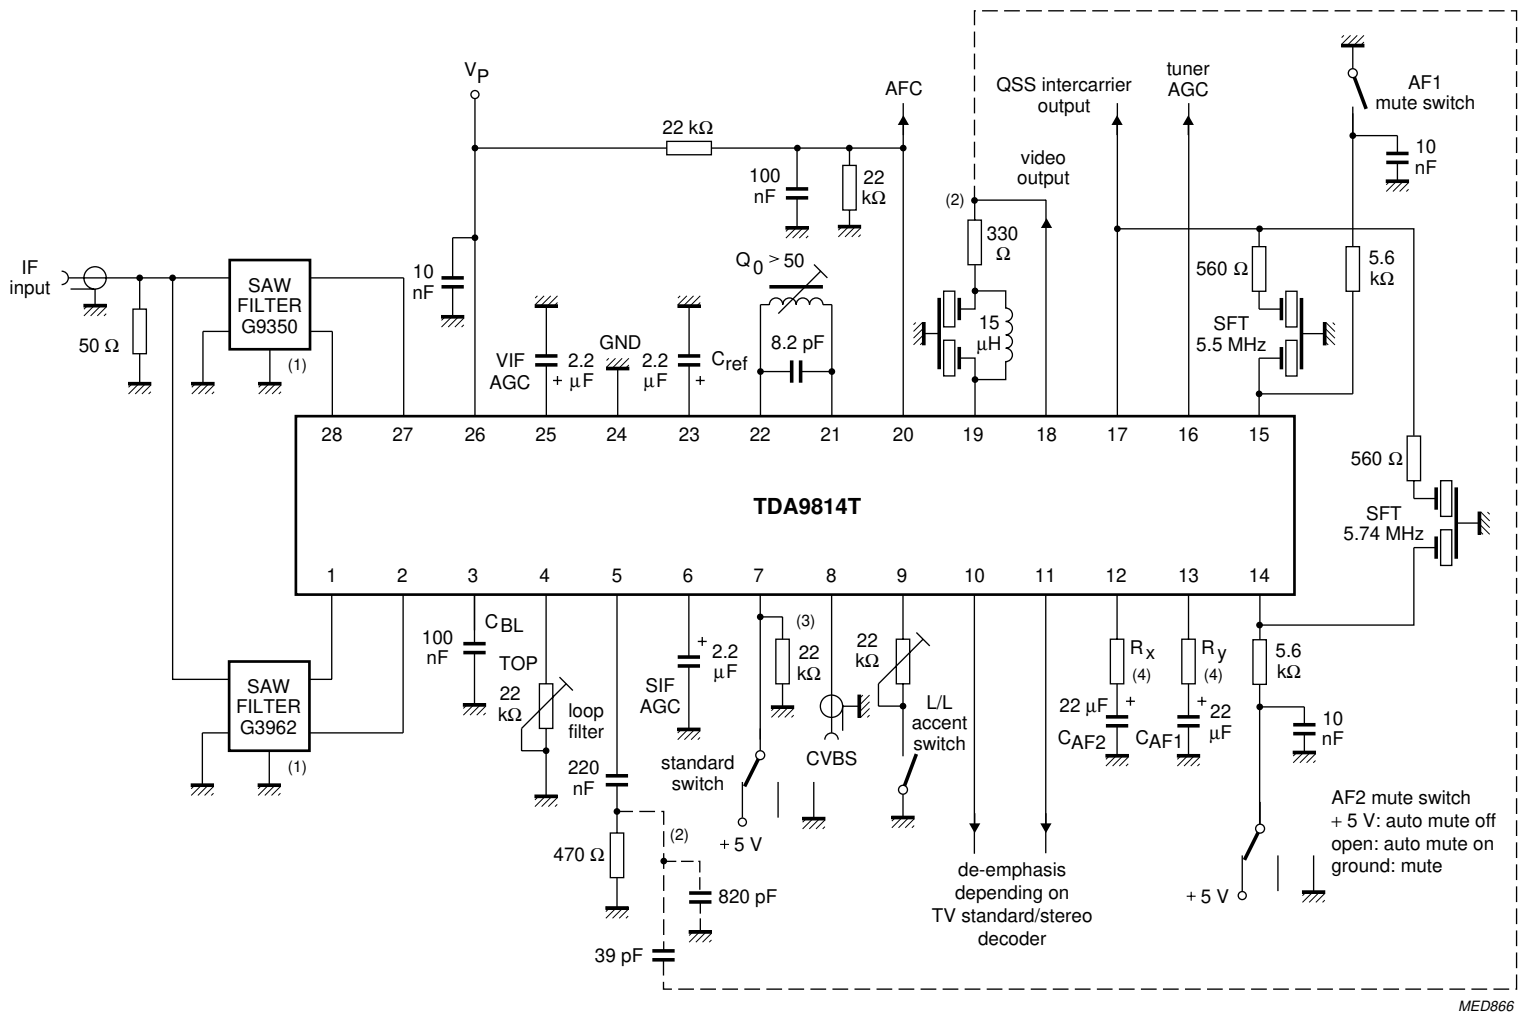 VP
AFC
QSS intercarrier
output
tuner
AGC
AF1
mute switch
22 kΩ
video
output
10
nF
100
nF
22
kΩ
(2)
330
Ω
560 Ω
5.6
kΩ
IF
input
SAW
FILTER
G9350
(1)
50 Ω
10
nF
Q0 > 50
VIF
AGC
2.2
μF
+
GND
2.2
μF
+
Cref
8.2 pF
15
μH
SFT
5.5 MHz
28
27
26
25
24
23
22
21
20
19
18
17
16
15
560 Ω
SFT
5.74 MHz
TDA9814T
1
2
3
4
5
6
7
8
9
10
11
12
13
14
SAW
FILTER
G3962
(1)
CBL
100
nF
TOP
22
kΩ
loop
filter
220
nF
470 Ω
(2)
820 pF
39 pF
+
2.2
μF
SIF
AGC
(3)
22
kΩ
standard
switch
+ 5 V
CVBS
22
kΩ
L/L
accent
switch
de-emphasis
depending on
TV standard/stereo
decoder
Rx
(4)
22 μF
+
CAF2
Ry
(4)
+
22
μF
CAF1
5.6
kΩ
10
nF
+ 5 V
AF2 mute switch
+ 5 V: auto mute off
open: auto mute on
ground: mute
MED866